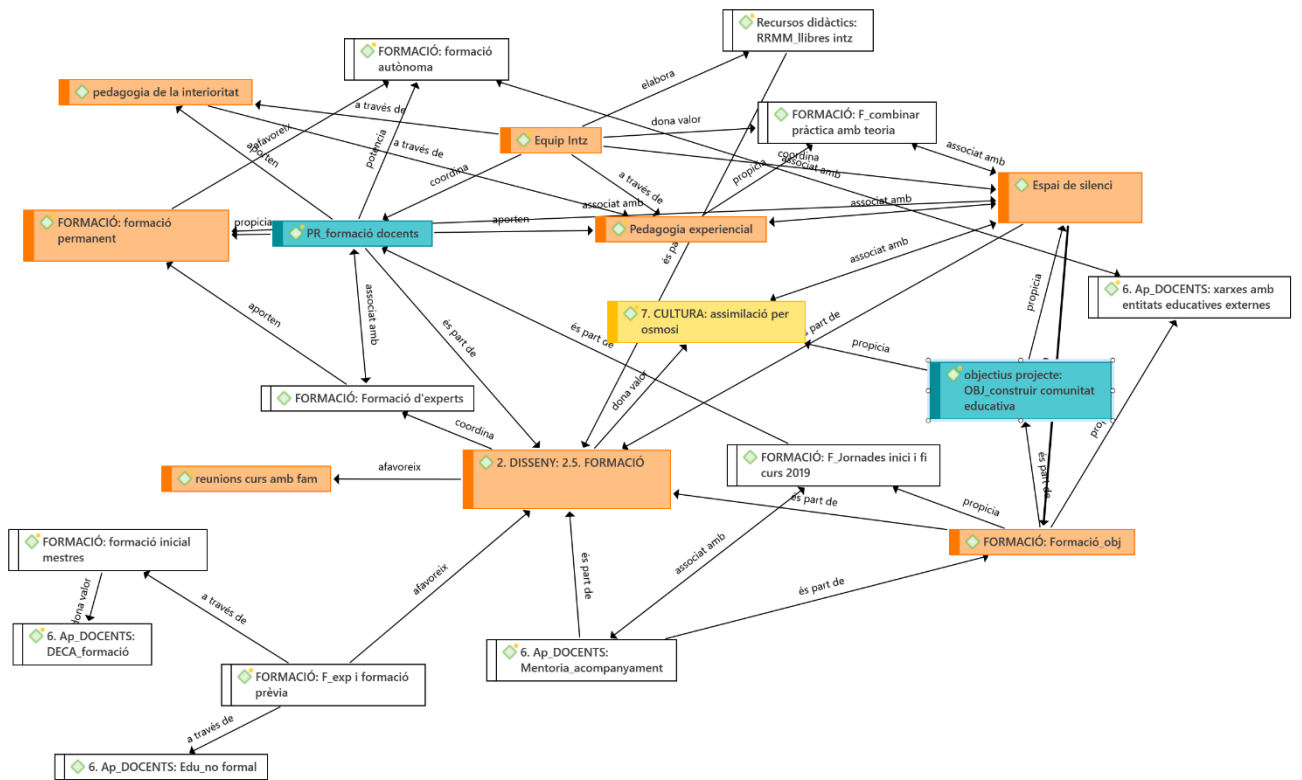 Recursos didàctics:
RRMM_llibres intz
FORMACIÓ: formació
autònoma
pedagogia de la interioritat
elabora
a través de
FORMACIÓ: F_combinar
pràctica amb teoria
dona valor
Equip Intz
afavoreix
potencia
aporten
a través de
coordina
coordina
associat amb
associat amb
propicia
a través de
Espai de silenci
FORMACIÓ: formació
permanent
propicia
PR_formació docents
aporten
associat amb
Pedagogia experiencial
associat amb
és part de
associat amb
6. Ap_DOCENTS: xarxes amb
entitats educatives externes
propicia
7. CULTURA: assimilació per
osmosi
aporten
associat amb
és part de
és part de
és part de
propicia
objectius projecte:
OBJ_construir comunitat
educativa
dona valor
FORMACIÓ: Formació d'experts
coordina
propicia
2. DISSENY: 2.5. FORMACIÓ
FORMACIÓ: F_Jornades inici i fi
curs 2019
afavoreix
reunions curs amb fam
és part de
és part de
propicia
FORMACIÓ: Formació_obj
FORMACIÓ: formació inicial
mestres
associat amb
afavoreix
és part de
és part de
dona valor
a través de
6. Ap_DOCENTS:
DECA_formació
6. Ap_DOCENTS:
Mentoria_acompanyament
FORMACIÓ: F_exp i formació
prèvia
a través de
6. Ap_DOCENTS: Edu_no formal